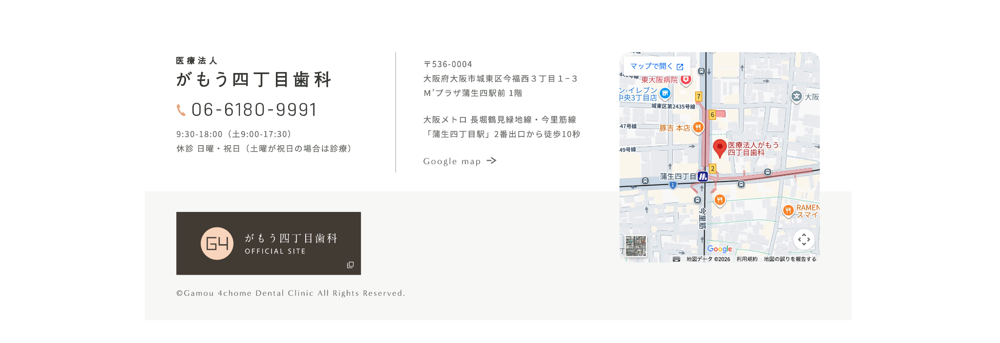 医療法人
がもう四丁目歯科
06-6180-9991
9:30-18:00（土9:00-17:30）
休診 日曜・祝日（土曜が祝日の場合は診療）
〒536-0004
大阪府大阪市城東区今福西３丁目１−３
M’プラザ蒲生四駅前 1階
大阪メトロ 長堀鶴見緑地線・今里筋線
「蒲生四丁目駅」2番出口から徒歩10秒
Google map
マップで開く
東大阪病院
ン-イレブン
中央3丁目店
7
城東区第2435号線
大阪
6
47号線
豚吉 本店
49号線
医療法人がもう
四丁目歯科
2
蒲生四丁目
1
今里筋
RAMEN
スマイ
Google
地図データ ©2026
利用規約
地図の誤りを報告する
G4
がもう四丁目歯科
OFFICIAL SITE
©Gamou 4chome Dental Clinic All Rights Reserved.